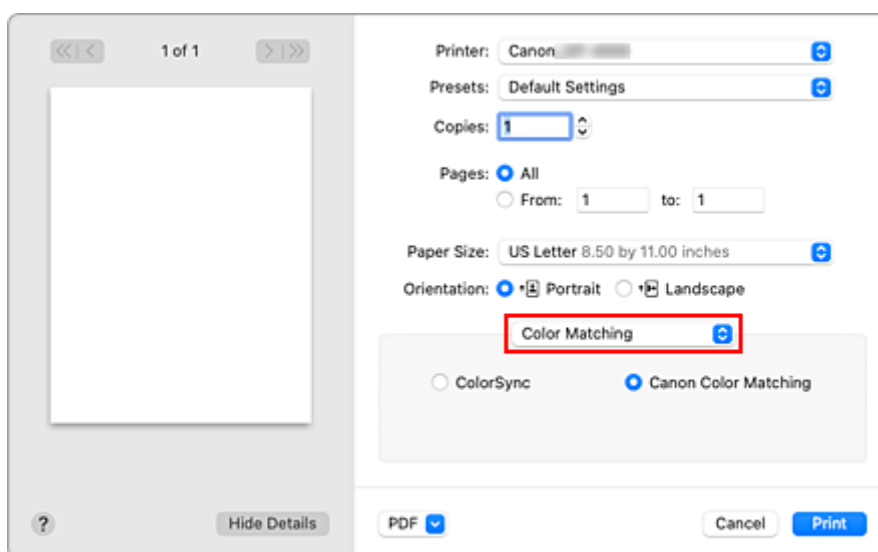 1 of 1
Printer: Canon
Presets: Default Settings
Copies: 1
Pages: All
From: 1 to: 1
Paper Size: US Letter 8.50 by 11.00 inches
Orientation: Portrait Landscape
Color Matching
ColorSync Canon Color Matching
? Hide Details PDF Cancel Print